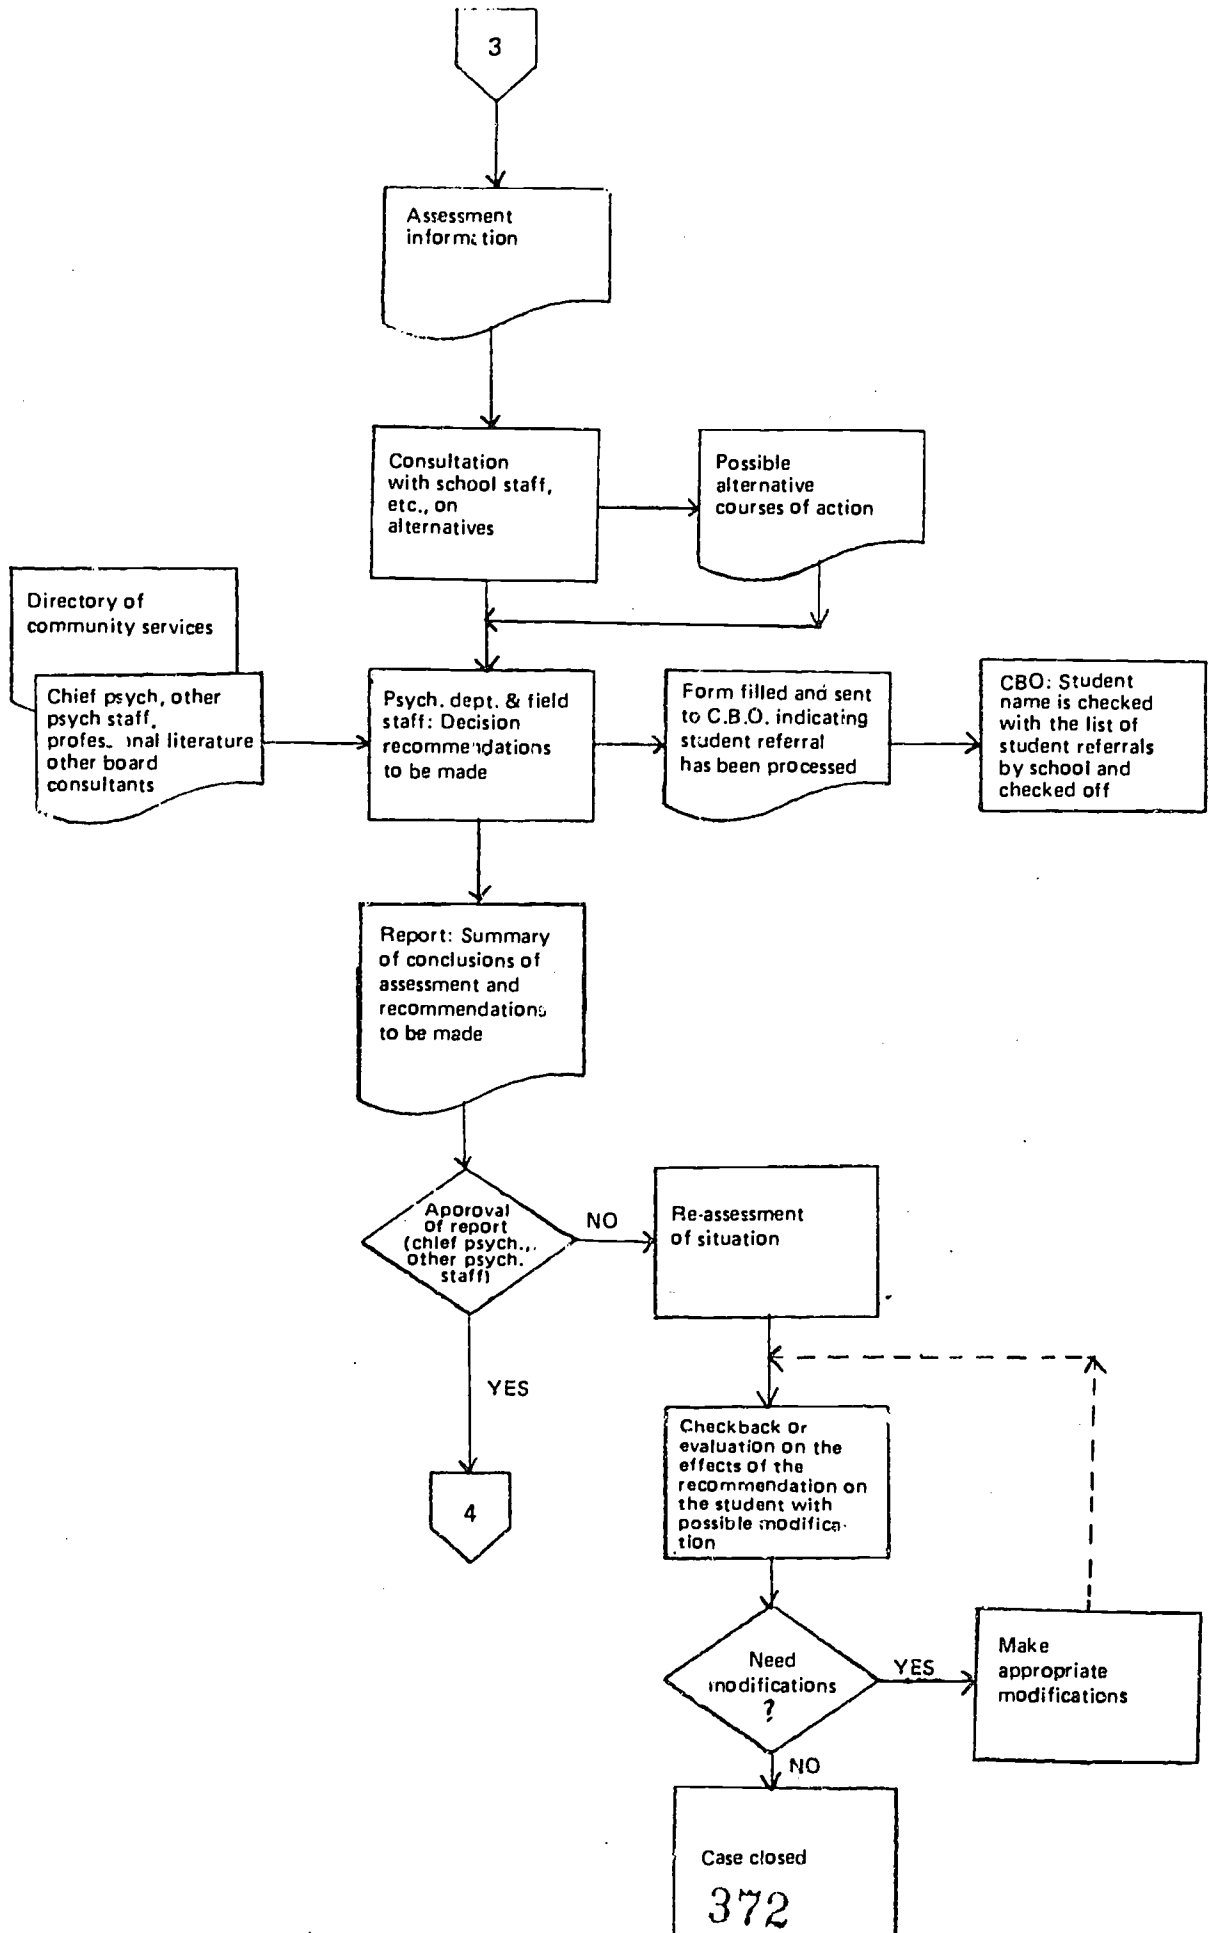 3
Assessment
information
Consultation
with school staff,
etc., on
alternatives
Possible
alternative
courses of action
Directory of
community services
Chief psych, other
psych staff,
literature
other board
consultants
Psych. dept. & field
staff: Decision
recommendations
to be made
Form filled and sent
to C.B.O. indicating
student referral
has been processed
CBO: Student
name is checked
with the list of
student referrals
by school and
checked off
Report: Summary
of conclusions of
assessment and
recommendations
to be made
Approval
of report
(chief psych.,
other psych.
staff)
NO
Re-assessment
of situation
YES
4
Checkback or
evaluation on the
effects of the
recommendation on
the student with
possible modifica-
tion
Need
modifications
?
YES
Make
appropriate
modifications
NO
Case closed
372